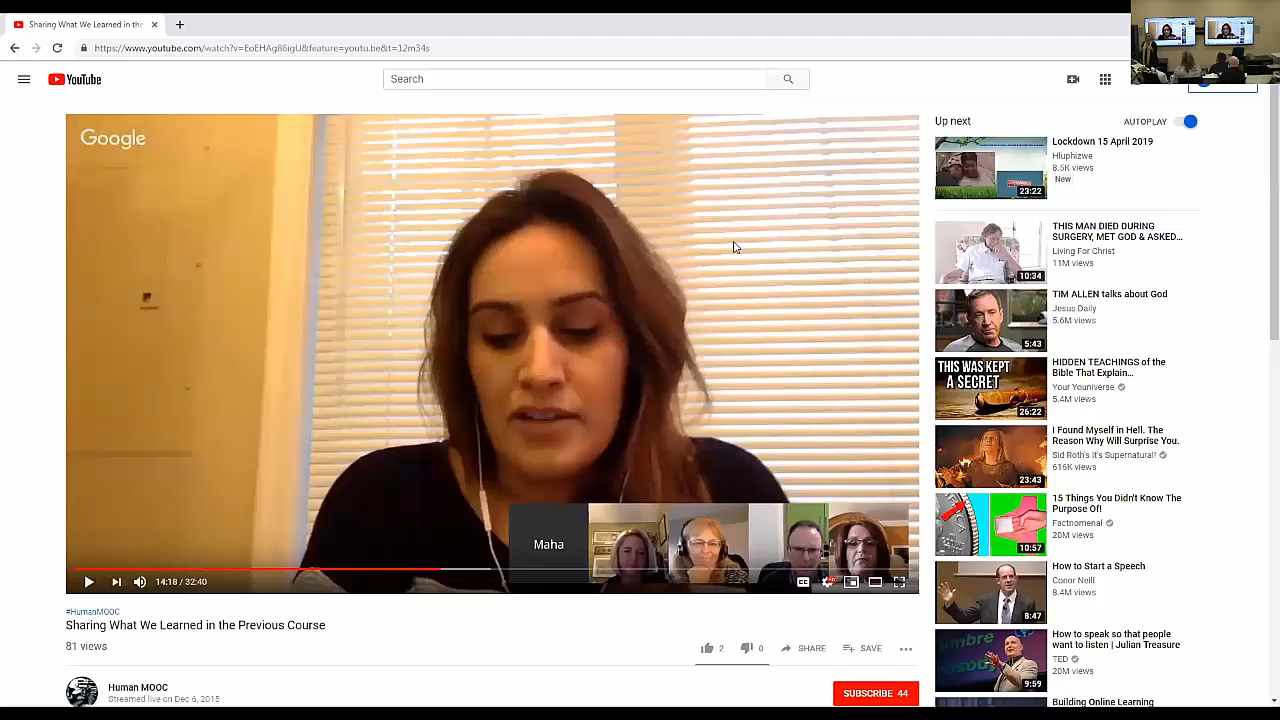 Sharing What We Learned in the
https://www.youtube.com/watch?v=EoEHAg86igU&feature=youtu.be&t=12m34s
YouTube
Search
Google
Maha
14:18 / 32:40
CC
HD
#HumanMOOC
Sharing What We Learned in the Previous Course
81 views
2
0
SHARE
SAVE
Human MOOC
Streamed live on Dec 6, 2015
SUBSCRIBE 44
Up next
AUTOPLAY
23:22
Lockdown 15 April 2019
Hluphizwe
8.5K views
New
10:34
THIS MAN DIED DURING
SURGERY, MET GOD & ASKED...
Living For Christ
11M views
5:43
TIM ALLEN talks about God
Jesus Daily
5.6M views
THIS WAS KEPT
A SECRET
26:22
HIDDEN TEACHINGS of the
Bible That Explain...
Your Youniverse
5.4M views
23:43
I Found Myself in Hell. The
Reason Why Will Surprise You.
Sid Roth's It's Supernatural!
616K views
10:57
15 Things You Didn't Know The
Purpose Of!
Factnomenal
20M views
8:47
How to Start a Speech
Conor Neill
8.4M views
9:59
How to speak so that people
want to listen | Julian Treasure
TED
20M views
Building Online Learning